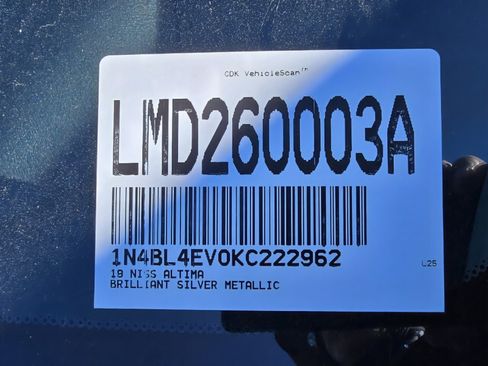 CDK VehicleScan™
LMD260003A
1N4BL4EV0KC222962
19 NISS ALTIMA
BRILLIANT SILVER METALLIC
L25